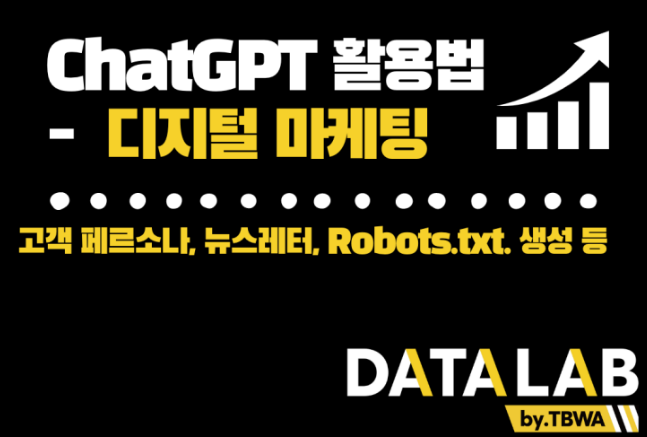 ChatGPT 활용법
- 디지털 마케팅
고객 페르소나, 뉴스레터, Robots.txt. 생성 등
DATA LAB
by.TBWA